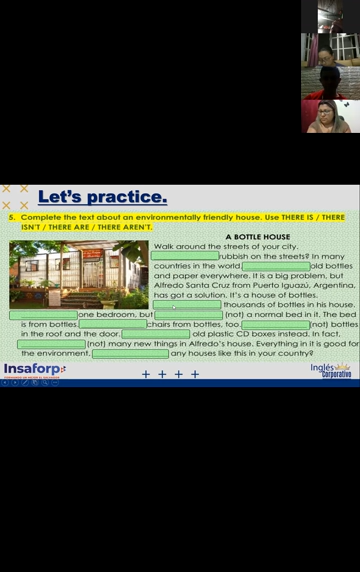 Let's practice.
5. Complete the text about an environmentally friendly house. Use THERE IS / THERE
ISN'T / THERE ARE / THERE AREN'T.
A BOTTLE HOUSE
Walk around the streets of your city.
rubbish on the streets? In many
countries in the world, old bottles
and paper everywhere. It is a big problem, but
Alfredo Santa Cruz from Puerto Iguazú, Argentina,
has got a solution. It's a house of bottles.
thousands of bottles in his house.
one bedroom, but (not) a normal bed in it. The bed
is from bottles. chairs from bottles, too. (not) bottles
in the roof and the door. old plastic CD boxes instead. In fact,
(not) many new things in Alfredo's house. Everything in it is good for
the environment. any houses like this in your country?
Insaforp
Inglés
Corporativo